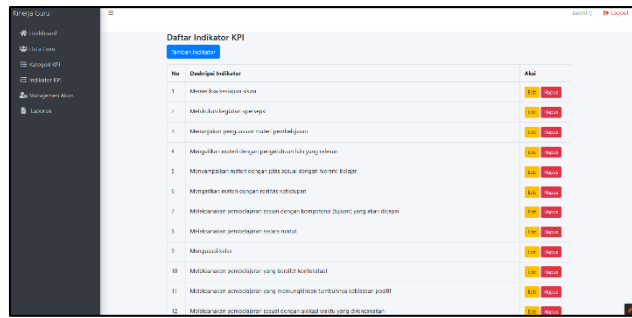 Kinerja Guru
(admin) Logout
Dashboard
Data Guru
Kategori KPI
Indikator KPI
Manajemen Akun
Laporan
Daftar Indikator KPI
Tambah Indikator
No Deskripsi Indikator Aksi
1 Memeriksa kesiapan siswa Edit Hapus
2 Melakukan kegiatan apersepsi Edit Hapus
3 Menunjukan penguasaan materi pembelajaran Edit Hapus
4 Mengaitkan materi dengan pengetahuan lain yang relevan Edit Hapus
5 Menyampaikan materi dengan jelas sesuai dengan hierarki belajar Edit Hapus
6 Mengaitkan materi dengan realitas kehidupan Edit Hapus
7 Melaksanakan pembelajaran sesuai dengan kompetensi (tujuan) yang akan dicapai Edit Hapus
8 Melaksanakan pembelajaran secara runtut Edit Hapus
9 Menguasai kelas Edit Hapus
10 Melaksanakan pembelajaran yang bersifat kontekstual Edit Hapus
11 Melaksanakan pembelajaran yang memungkinkan tumbuhnya kebiasaan positif Edit Hapus
12 Melaksanakan pembelajaran sesuai dengan alokasi waktu yang direncanakan Edit Hapus